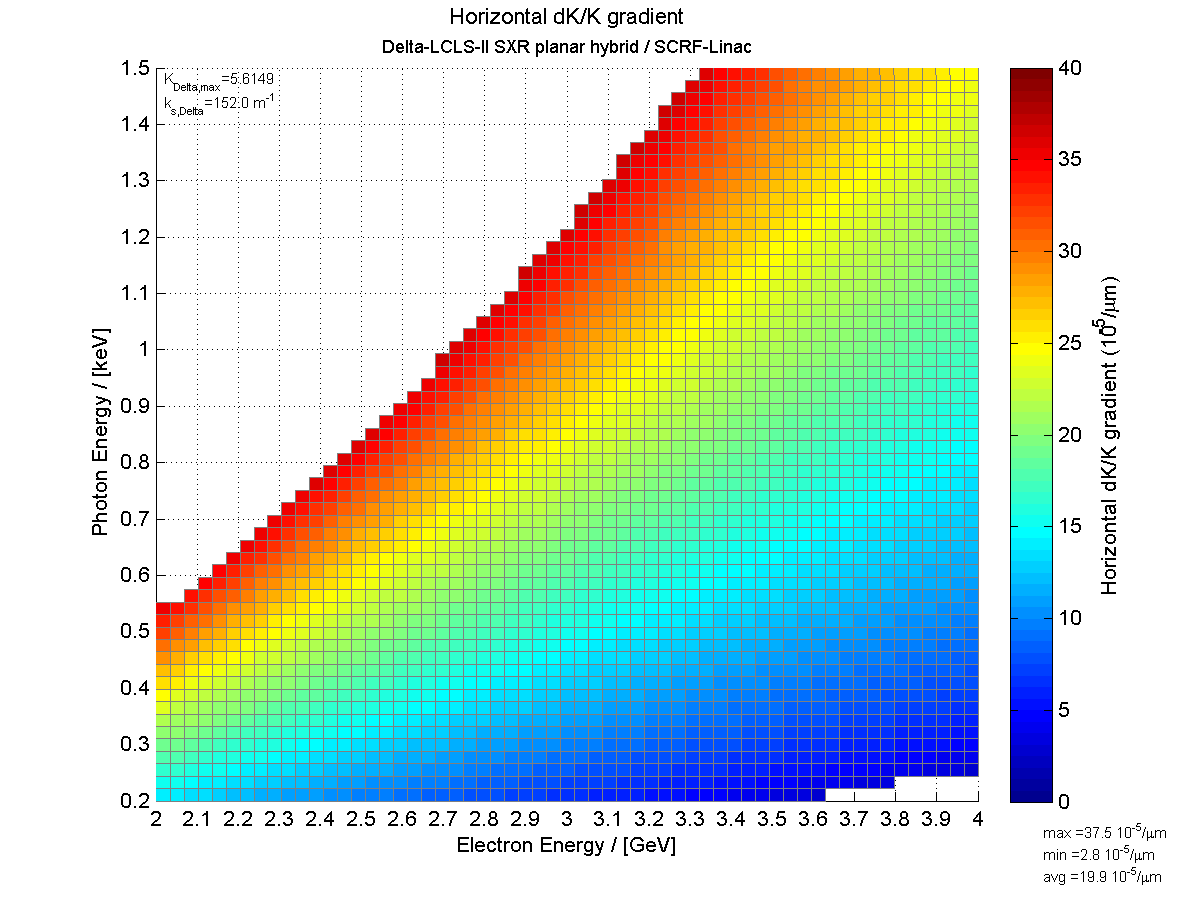 Horizontal dK/K gradient
Delta-LCLS-II SXR planar hybrid / SCRF-Linac
K_Delta,max=5.6149
k_s,Delta=152.0 m^-1
1.5
1.4
1.3
1.2
1.1
1
0.9
0.8
0.7
0.6
0.5
0.4
0.3
0.2
Photon Energy / [keV]
2 2.1 2.2 2.3 2.4 2.5 2.6 2.7 2.8 2.9 3 3.1 3.2 3.3 3.4 3.5 3.6 3.7 3.8 3.9 4
Electron Energy / [GeV]
40
35
30
25
20
15
10
5
0
Horizontal dK/K gradient (10^-5/μm)
max =37.5 10^-5/μm
min =2.8 10^-5/μm
avg =19.9 10^-5/μm